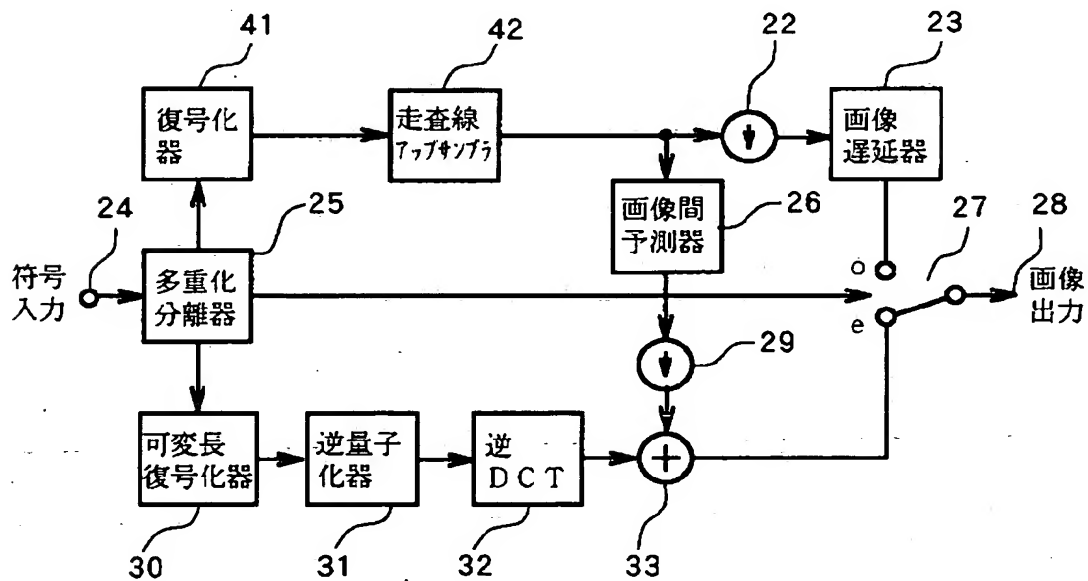 41
42
22
23
復号化
器
走査線
アップサンプラ
画像
遅延器
24
25
画像間
予測器
26
27
28
符号
入力
多重化
分離器
o
e
画像
出力
29
可変長
復号化器
逆量子
化器
逆
DCT
30
31
32
33